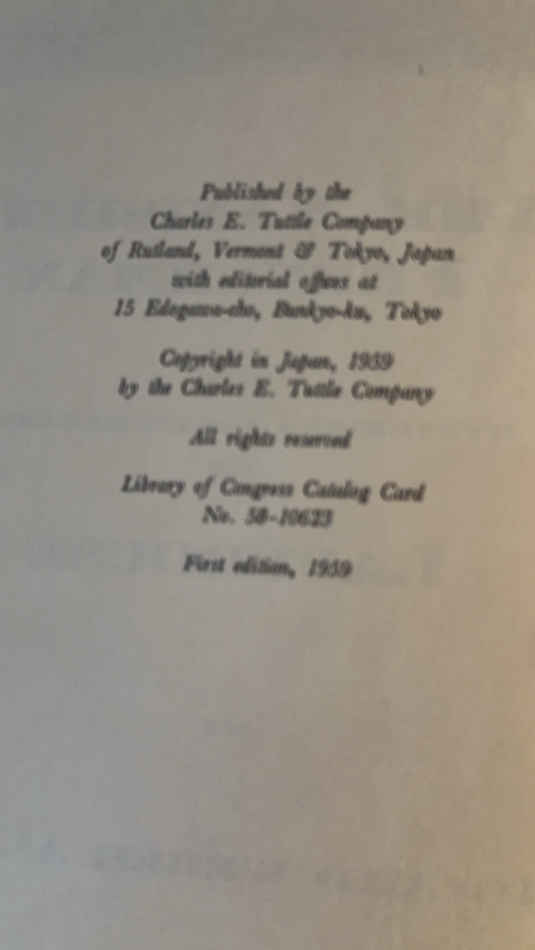 Published by the
Charles E. Tuttle Company
of Rutland, Vermont & Tokyo, Japan
with editorial offices at
15 Edogawa-cho, Bunkyo-ku, Tokyo
Copyright in Japan, 1959
by the Charles E. Tuttle Company
All rights reserved
Library of Congress Catalog Card
No. 58-10623
First edition, 1959